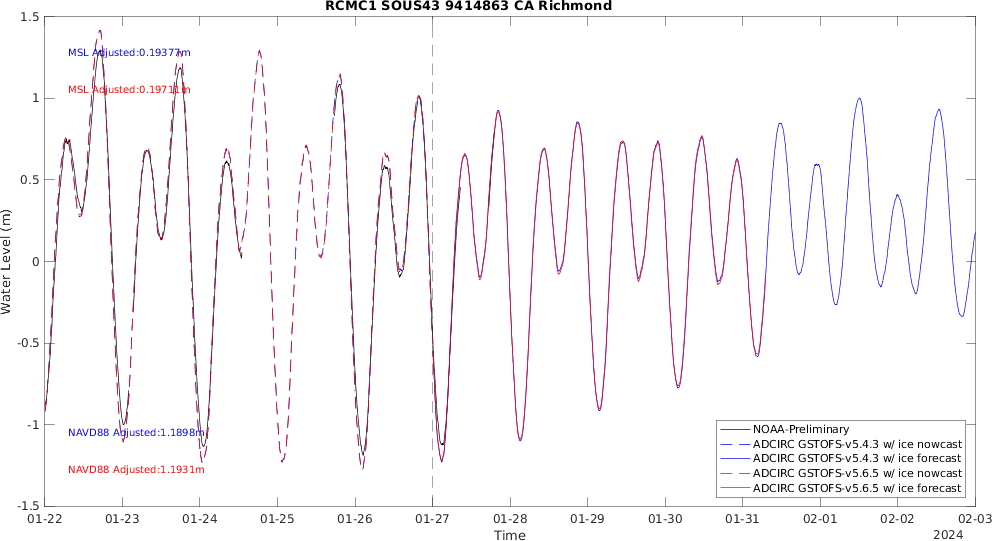 RCMC1 SOUS43 9414863 CA Richmond
1.5
1
0.5
0
-0.5
-1
-1.5
Water Level (m)
MSL Adjusted:0.19377m
MSL Adjusted:0.19711m
NAVD88 Adjusted:1.1898m
NAVD88 Adjusted:1.1931m
NOAA-Preliminary
ADCIRC GSTOFS-v5.4.3 w/ ice nowcast
ADCIRC GSTOFS-v5.4.3 w/ ice forecast
ADCIRC GSTOFS-v5.6.5 w/ ice nowcast
ADCIRC GSTOFS-v5.6.5 w/ ice forecast
01-22 01-23 01-24 01-25 01-26 01-27 01-28 01-29 01-30 01-31 02-01 02-02 02-03
Time
2024